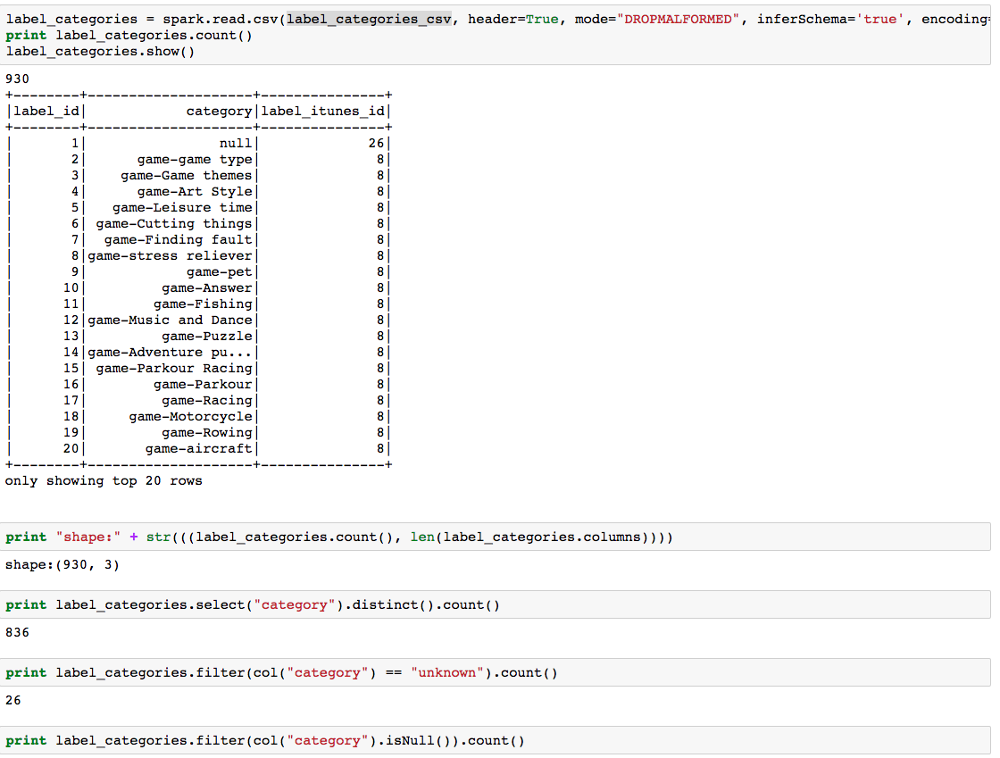 label_categories = spark.read.csv(label_categories_csv, header=True, mode="DROPMALFORMED", inferSchema='true', encoding=
print label_categories.count()
label_categories.show()
930
+--------+--------------------+---------------+
|label_id|            category|label_itunes_id|
+--------+--------------------+---------------+
|       1|                null|             26|
|       2|      game-game type|              8|
|       3|    game-Game themes|              8|
|       4|      game-Art Style|              8|
|       5|   game-Leisure time|              8|
|       6| game-Cutting things|              8|
|       7|  game-Finding fault|              8|
|       8|game-stress reliever|              8|
|       9|            game-pet|              8|
|      10|         game-Answer|              8|
|      11|        game-Fishing|              8|
|      12|game-Music and Dance|              8|
|      13|         game-Puzzle|              8|
|      14|game-Adventure pu...|              8|
|      15| game-Parkour Racing|              8|
|      16|        game-Parkour|              8|
|      17|         game-Racing|              8|
|      18|     game-Motorcycle|              8|
|      19|         game-Rowing|              8|
|      20|       game-aircraft|              8|
+--------+--------------------+---------------+
only showing top 20 rows
print "shape:" + str(((label_categories.count(), len(label_categories.columns))))
shape:(930, 3)
print label_categories.select("category").distinct().count()
836
print label_categories.filter(col("category") == "unknown").count()
26
print label_categories.filter(col("category").isNull()).count()